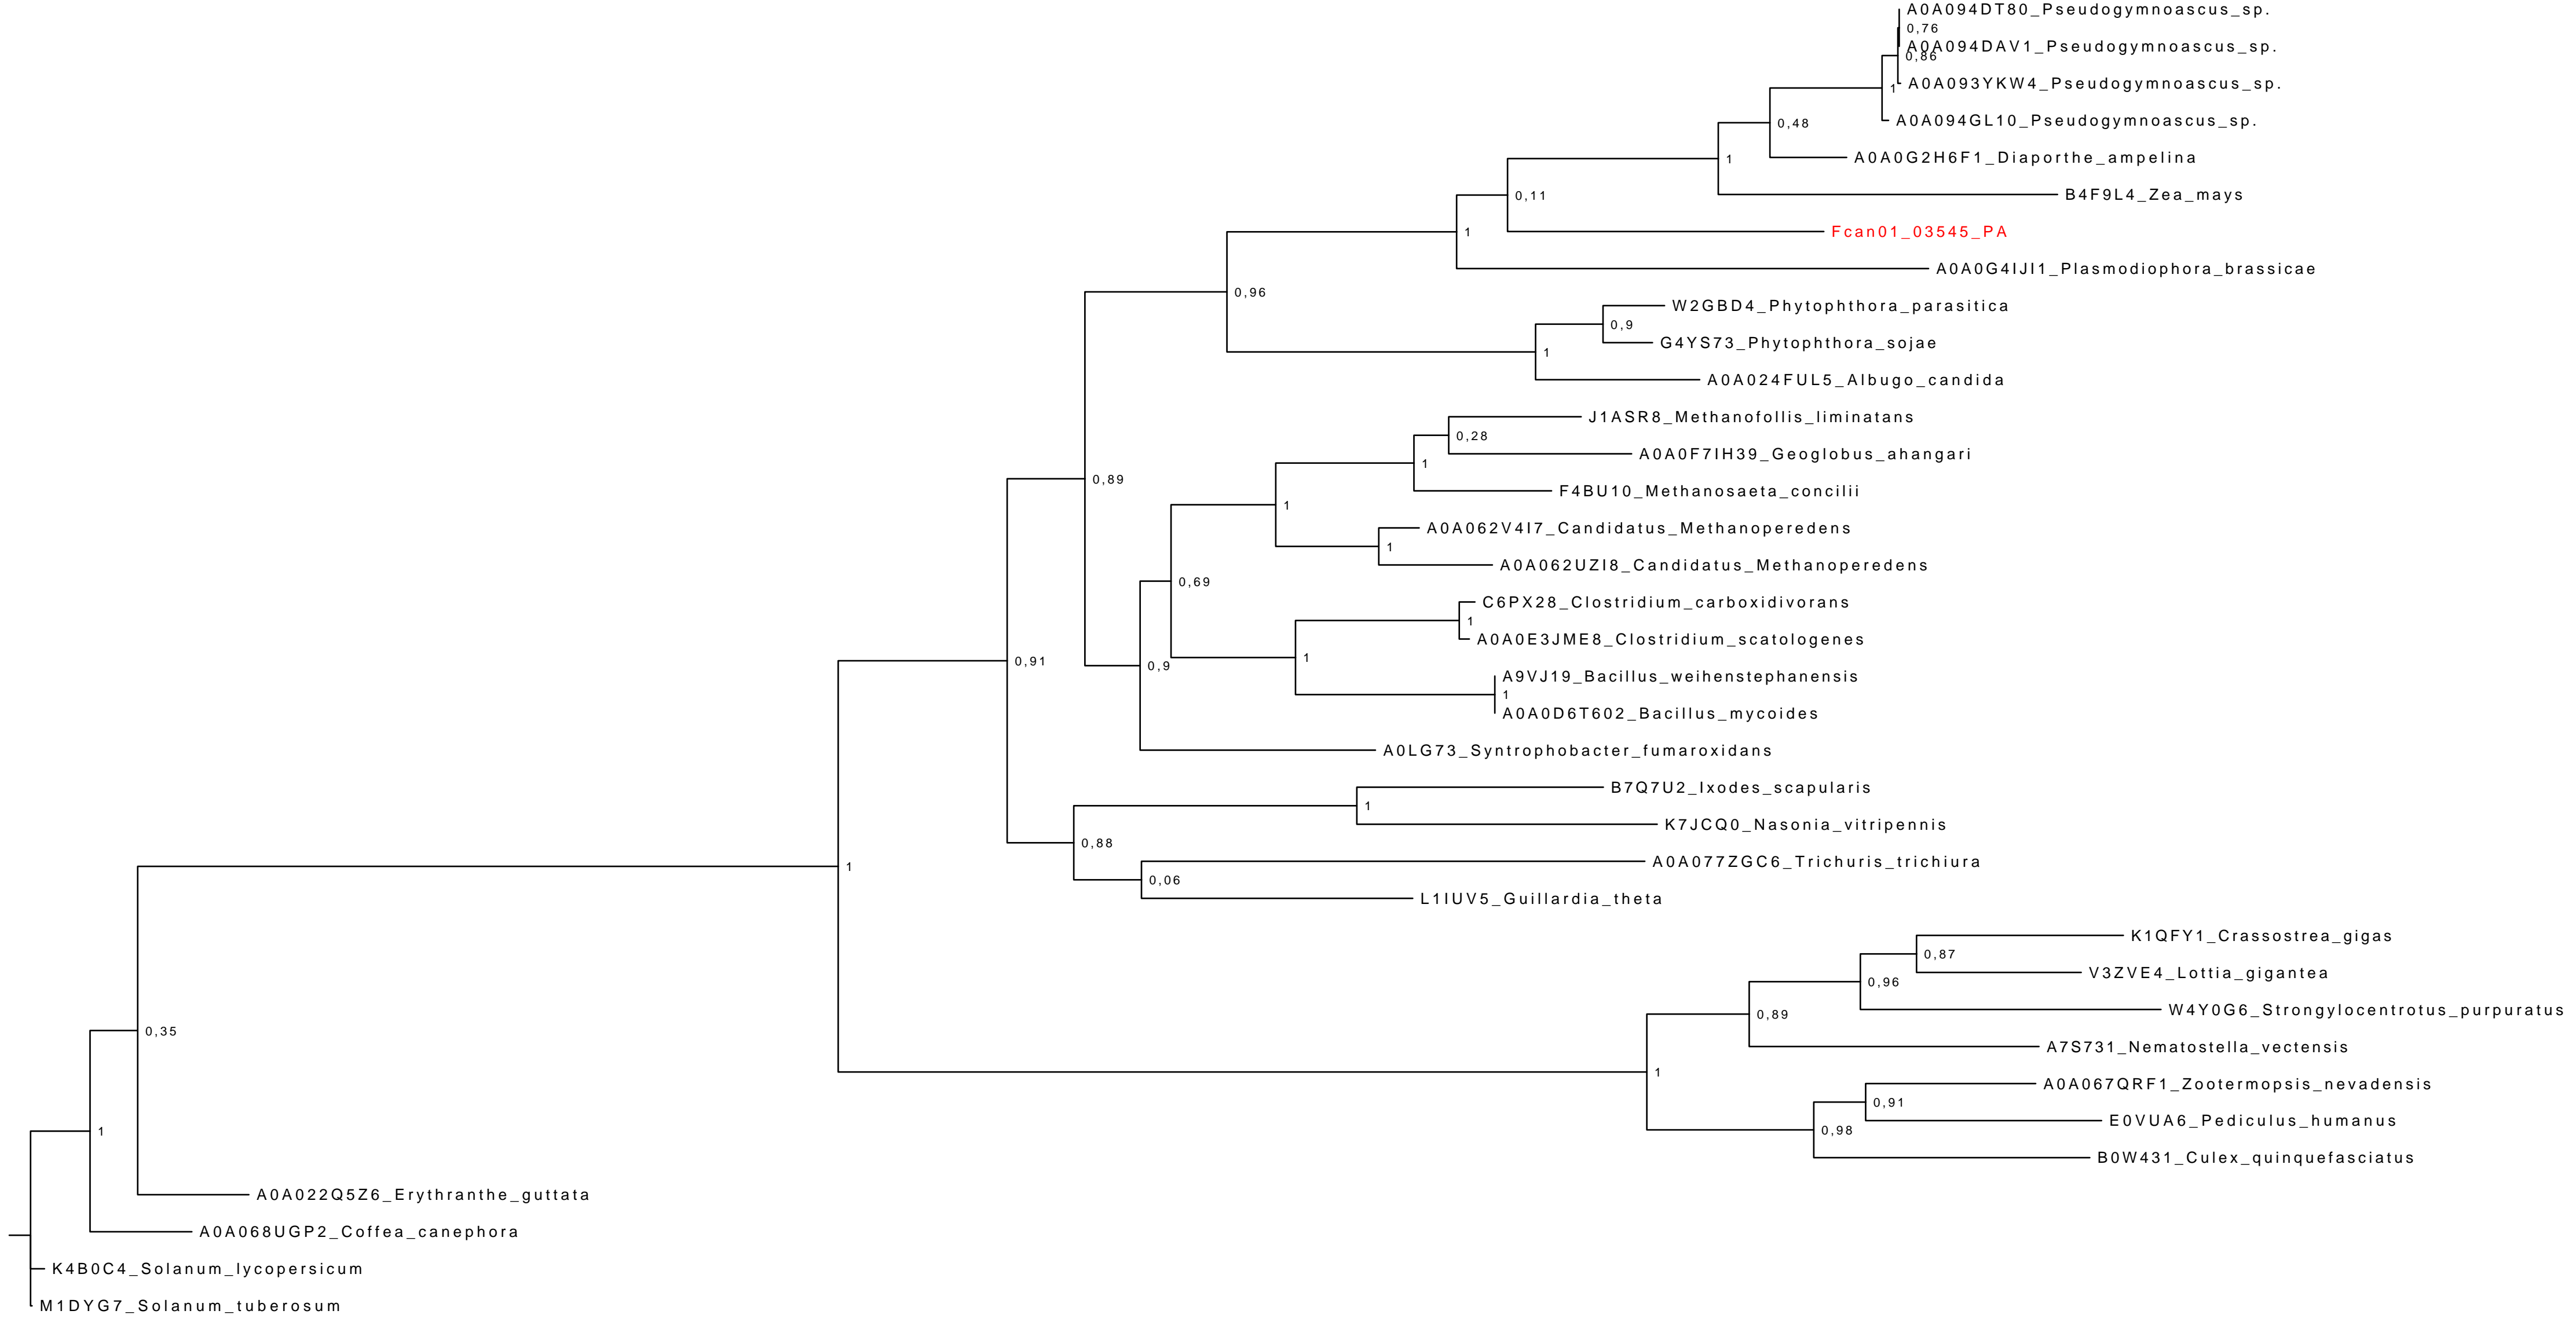 A0A094DT80_Pseudogymnoascus_sp.
0,76
A0A094DAV1_Pseudogymnoascus_sp.
0,86
A0A093YKW4_Pseudogymnoascus_sp.
1
A0A094GL10_Pseudogymnoascus_sp.
0,48
A0A0G2H6F1_Diaporthe_ampelina
1
B4F9L4_Zea_mays
0,11
Fcan01_03545_PA
1
A0A0G4IJI1_Plasmodiophora_brassicae
0,96
W2GBD4_Phytophthora_parasitica
0,9
G4YS73_Phytophthora_sojae
1
A0A024FUL5_Albugo_candida
J1ASR8_Methanofollis_liminatans
0,28
A0A0F7IH39_Geoglobus_ahangari
1
0,89
F4BU10_Methanosaeta_concilii
1
A0A062V4I7_Candidatus_Methanoperedens
1
A0A062UZI8_Candidatus_Methanoperedens
0,69
C6PX28_Clostridium_carboxidivorans
1
A0A0E3JME8_Clostridium_scatologenes
1
0,91
0,9
A9VJ19_Bacillus_weihenstephanensis
1
A0A0D6T602_Bacillus_mycoides
A0LG73_Syntrophobacter_fumaroxidans
B7Q7U2_Ixodes_scapularis
1
K7JCQ0_Nasonia_vitripennis
0,88
A0A077ZGC6_Trichuris_trichiura
1
0,06
L1IUV5_Guillardia_theta
K1QFY1_Crassostrea_gigas
0,87
V3ZVE4_Lottia_gigantea
0,96
W4Y0G6_Strongylocentrotus_purpuratus
0,89
0,35
A7S731_Nematostella_vectensis
1
A0A067QRF1_Zootermopsis_nevadensis
0,91
E0VUA6_Pediculus_humanus
0,98
1
B0W431_Culex_quinquefasciatus
A0A022Q5Z6_Erythranthe_guttata
A0A068UGP2_Coffea_canephora
K4B0C4_Solanum_lycopersicum
M1DYG7_Solanum_tuberosum